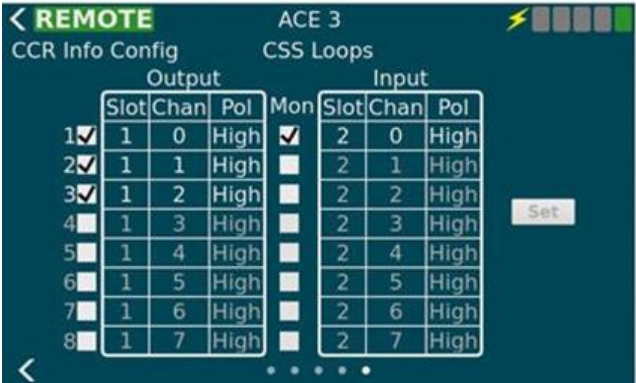 REMOTE ACE 3
CCR Info Config CSS Loops
Output Input
Slot Chan Pol Mon Slot Chan Pol
1 1 0 High 2 0 High
2 1 1 High 2 1 High
3 1 2 High 2 2 High
4 1 3 High 2 3 High
5 1 4 High 2 4 High
6 1 5 High 2 5 High
7 1 6 High 2 6 High
8 1 7 High 2 7 High
Set